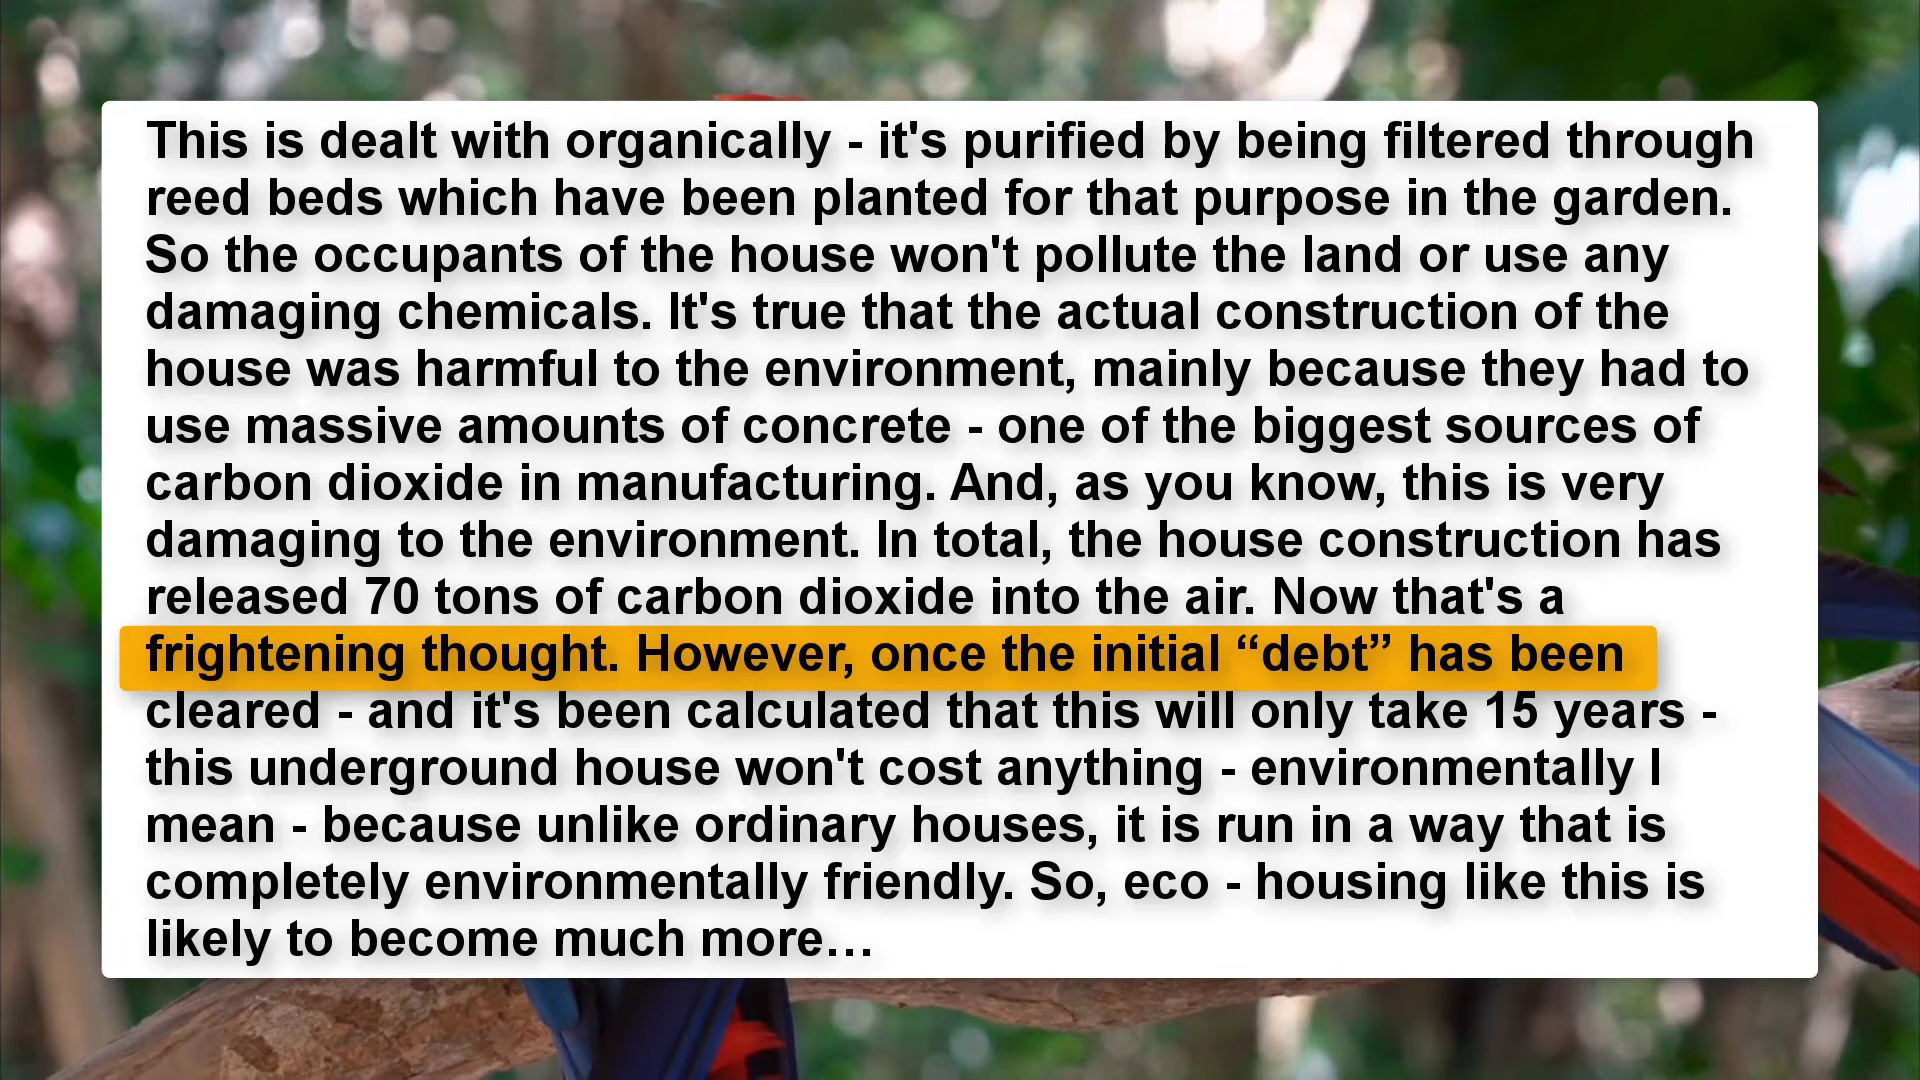 This is dealt with organically - it's purified by being filtered through
reed beds which have been planted for that purpose in the garden.
So the occupants of the house won't pollute the land or use any
damaging chemicals. It's true that the actual construction of the
house was harmful to the environment, mainly because they had to
use massive amounts of concrete - one of the biggest sources of
carbon dioxide in manufacturing. And, as you know, this is very
damaging to the environment. In total, the house construction has
released 70 tons of carbon dioxide into the air. Now that's a
frightening thought. However, once the initial “debt” has been
cleared - and it's been calculated that this will only take 15 years -
this underground house won't cost anything - environmentally I
mean - because unlike ordinary houses, it is run in a way that is
completely environmentally friendly. So, eco - housing like this is
likely to become much more…